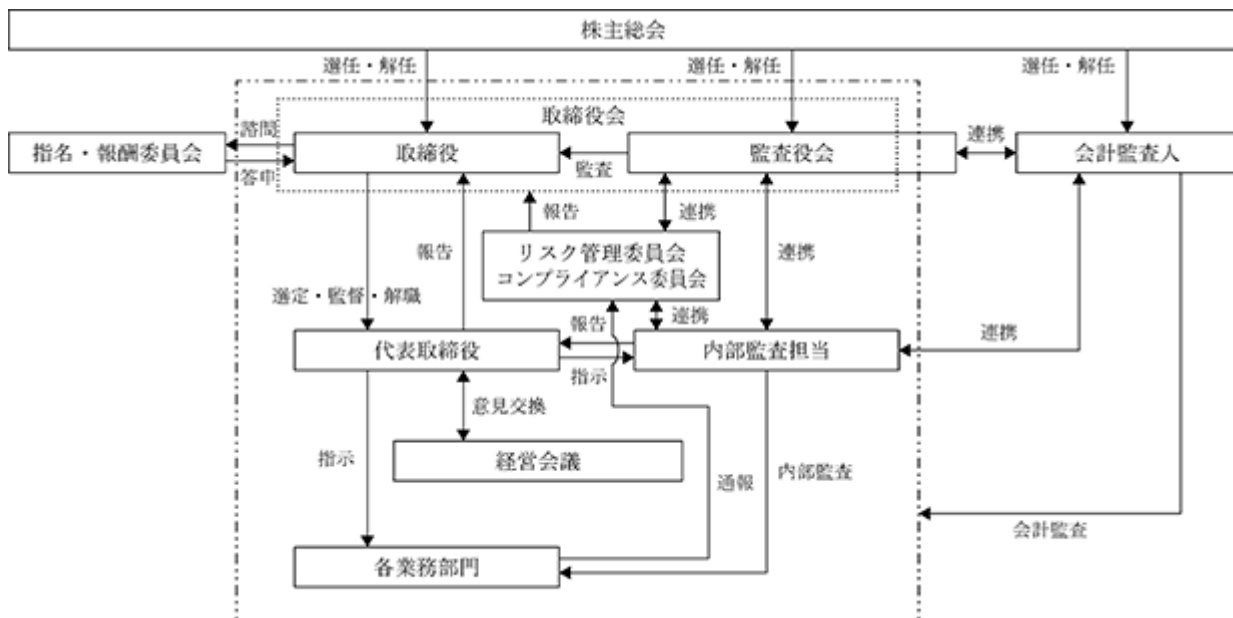 株主総会
選任・解任
選任・解任
選任・解任
取締役会
諮問
指名・報酬委員会
取締役
監査役会
連携
会計監査人
答申
監査
報告
連携
報告
リスク管理委員会
コンプライアンス委員会
連携
選定・監督・解職
報告
連携
代表取締役
内部監査担当
連携
指示
意見交換
経営会議
指示
通報
内部監査
会計監査
各業務部門